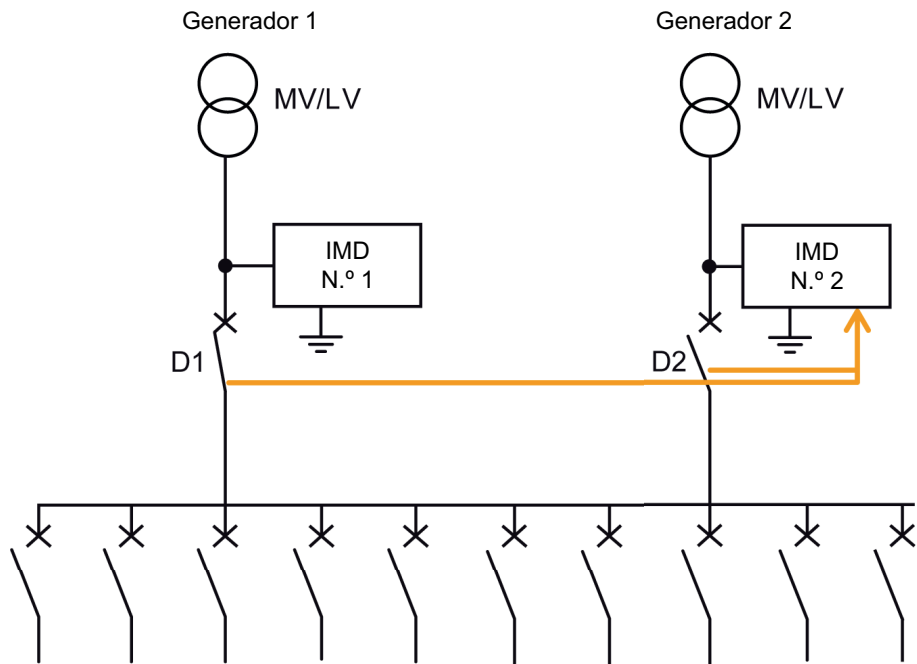 Generador 1
Generador 2
MV/LV
MV/LV
IMD
N.º 1
IMD
N.º 2
D1
D2